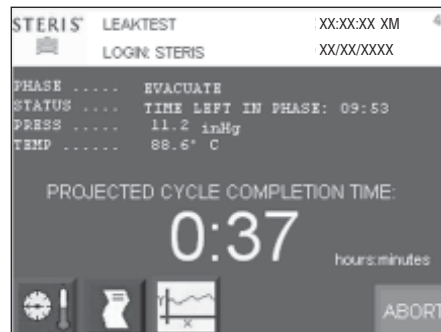 STERIS LEAKTEST XX:XX:XX XM
LOGIN: STERIS XX/XX/XXXX
PHASE ..... EVACUATE
STATUS .... TIME LEFT IN PHASE: 09:53
PRESS ..... 11.2 inHg
TEMP ...... 88.6° C
PROJECTED CYCLE COMPLETION TIME:
0:37
hours:minutes
ABORT